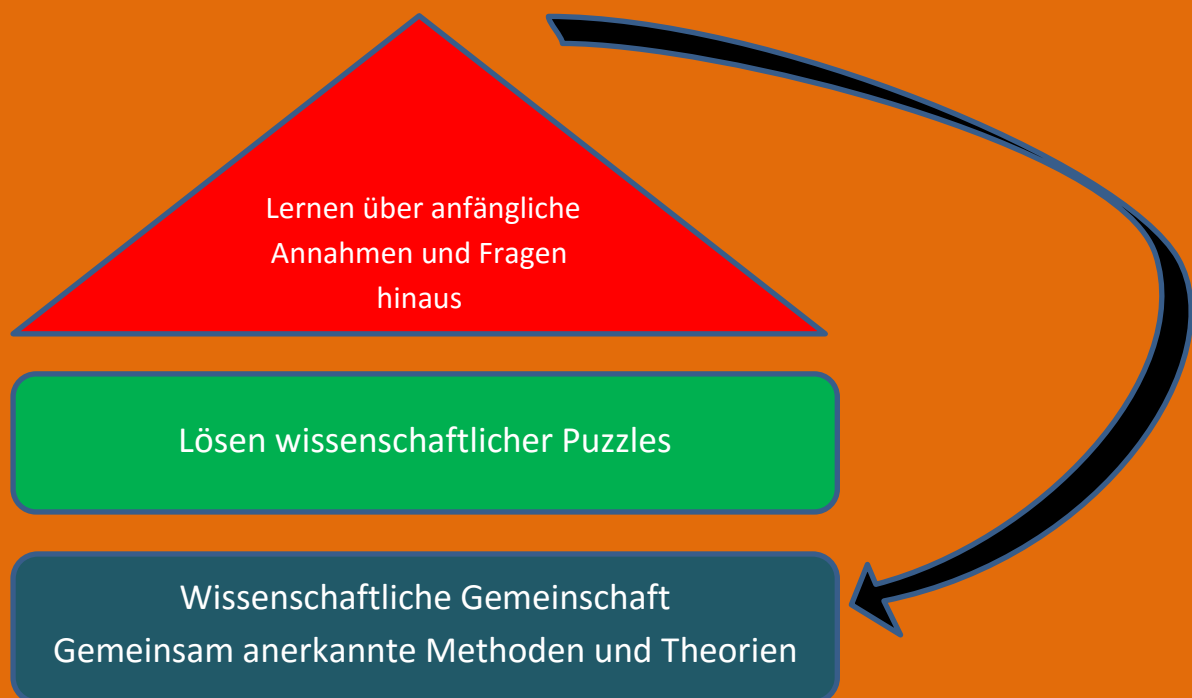 Lernen über anfängliche
Annahmen und Fragen
hinaus
Lösen wissenschaftlicher Puzzles
Wissenschaftliche Gemeinschaft
Gemeinsam anerkannte Methoden und Theorien